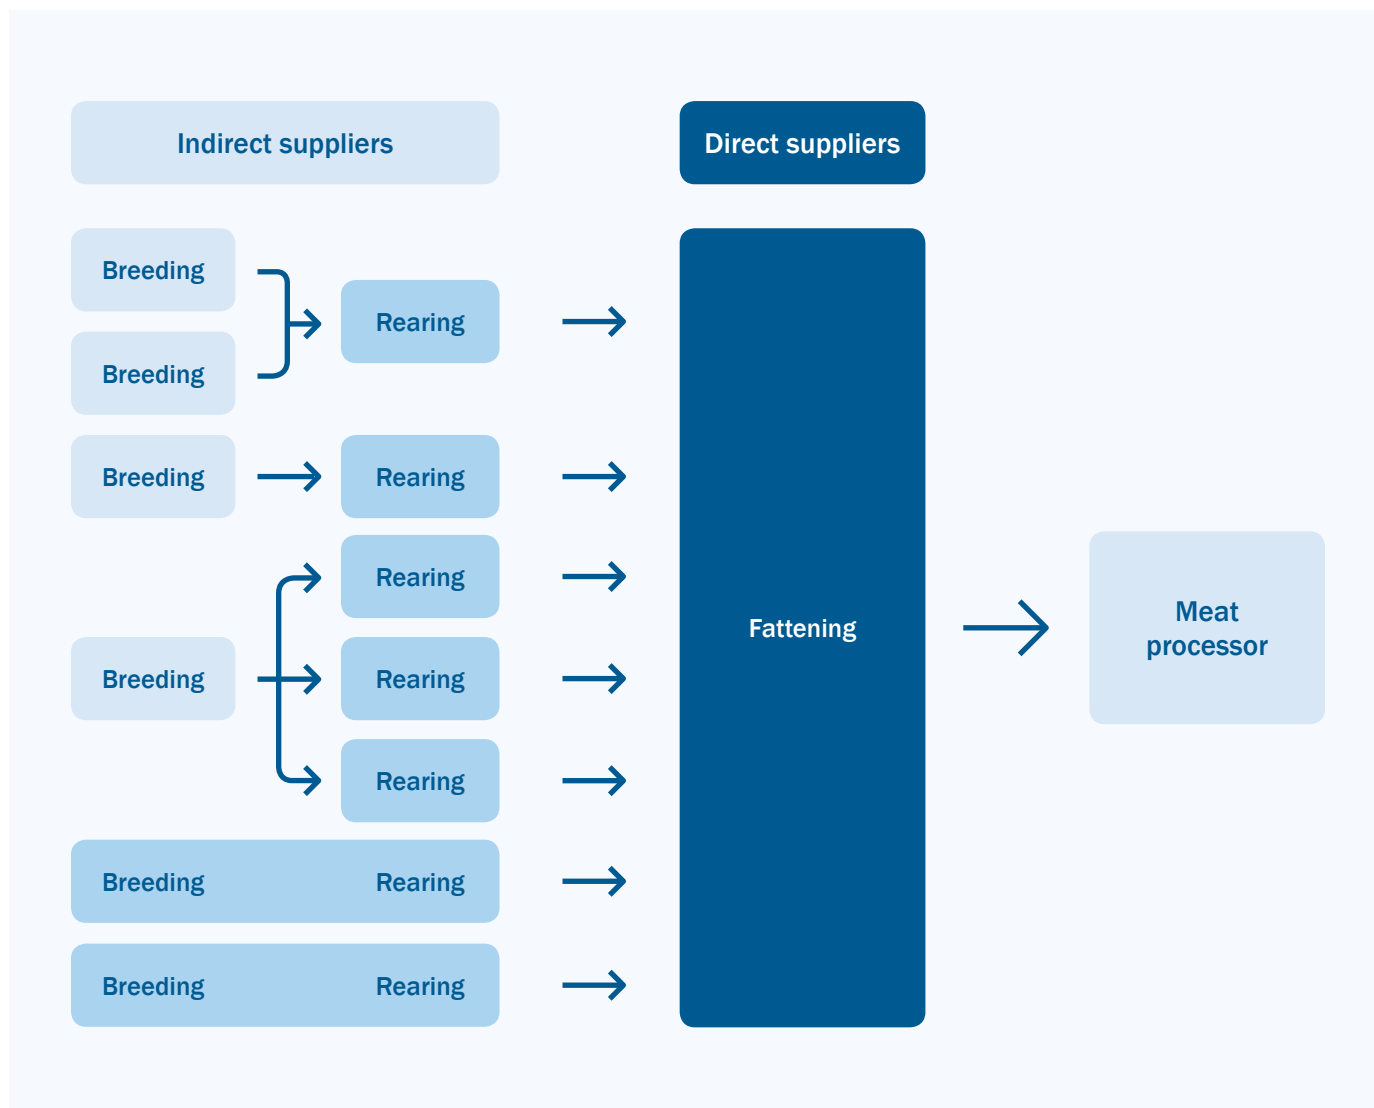 Indirect suppliers
Direct suppliers
Breeding
Rearing
Breeding
Breeding
Rearing
Rearing
Fattening
Meat
processor
Breeding
Rearing
Rearing
Breeding
Rearing
Breeding
Rearing